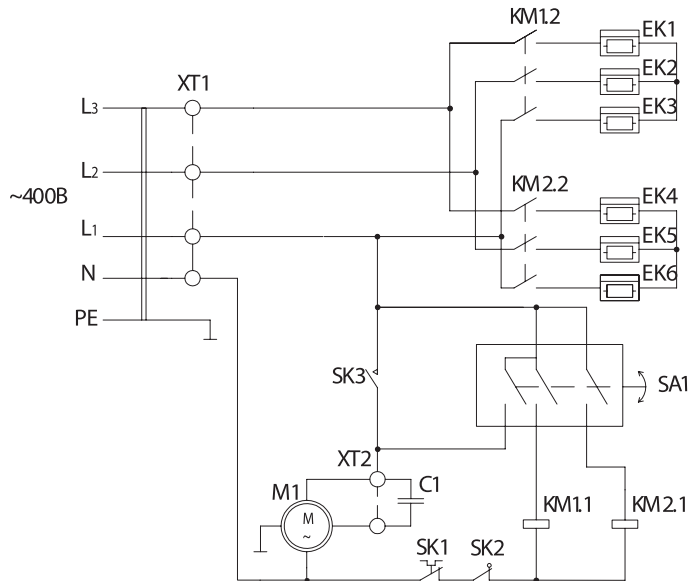 KM1.2
EK1
EK2
EK3
XT1
L3
L2
~400В
L1
N
PE
KM2.2
EK4
EK5
EK6
SK3
SA1
XT2
C1
M1
M
~
KM1.1
KM2.1
SK1
SK2